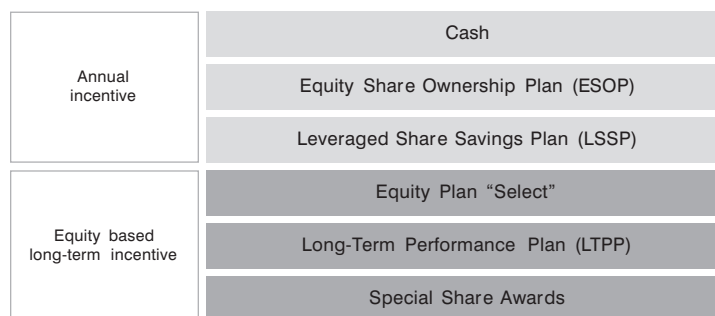 Annual
incentive
Cash
Equity Share Ownership Plan (ESOP)
Leveraged Share Savings Plan (LSSP)
Equity based
long-term incentive
Equity Plan “Select”
Long-Term Performance Plan (LTPP)
Special Share Awards